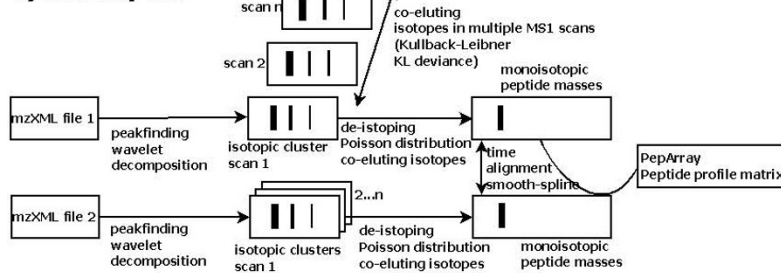 scan n
co-eluting
isotopes in multiple MS1 scans
(Kullback-Leibner
KL deviance)
scan 2
monoisotopic
peptide masses
mzXML file 1
peakfinding
wavelet
decomposition
isotopic cluster
scan 1
de-istoping
Poisson distribution
co-eluting isotopes
time
alignment
smooth-spline
PepArray
Peptide profile matrix
mzXML file 2
peakfinding
wavelet
decomposition
2...n
isotopic clusters
scan 1
de-istoping
Poisson distribution
co-eluting isotopes
monoisotopic
peptide masses